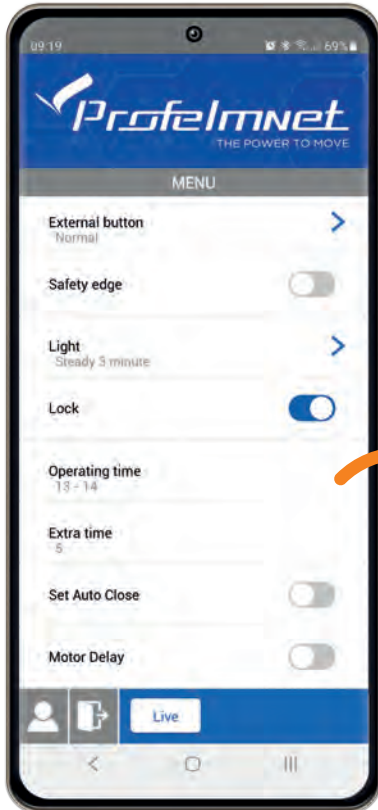 09:19
69%
Profelmnet
THE POWER TO MOVE
MENU
External button
Normal
Safety edge
Light
Steady 3 minute
Lock
Operating time
13 - 14
Extra time
5
Set Auto Close
Motor Delay
Live